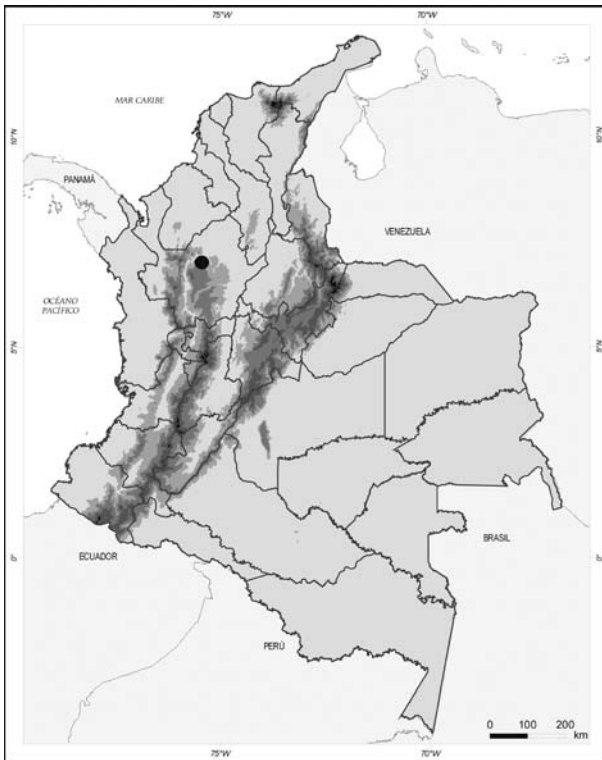 75°W 70°W
MAR CARIBE
10°N 10°N
PANAMÁ
VENEZUELA
OCÉANO
PACÍFICO
5°N 5°N
BRASIL
ECUADOR
0° 0°
PERÚ
0 100 200
km
75°W 70°W